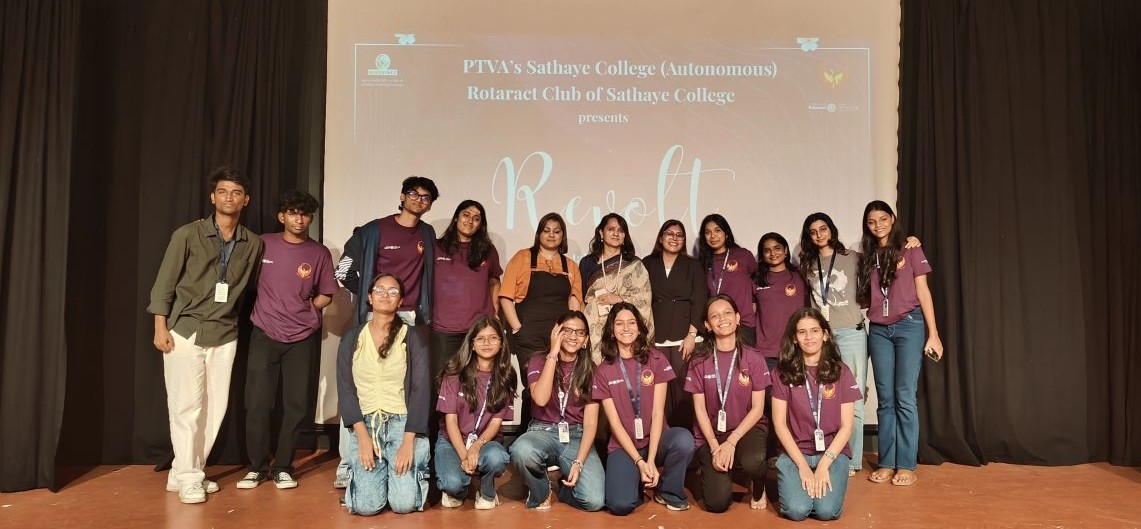 PTVA's Sathaye College (Autonomous)
Rotaract Club of Sathaye College
presents
Revolt